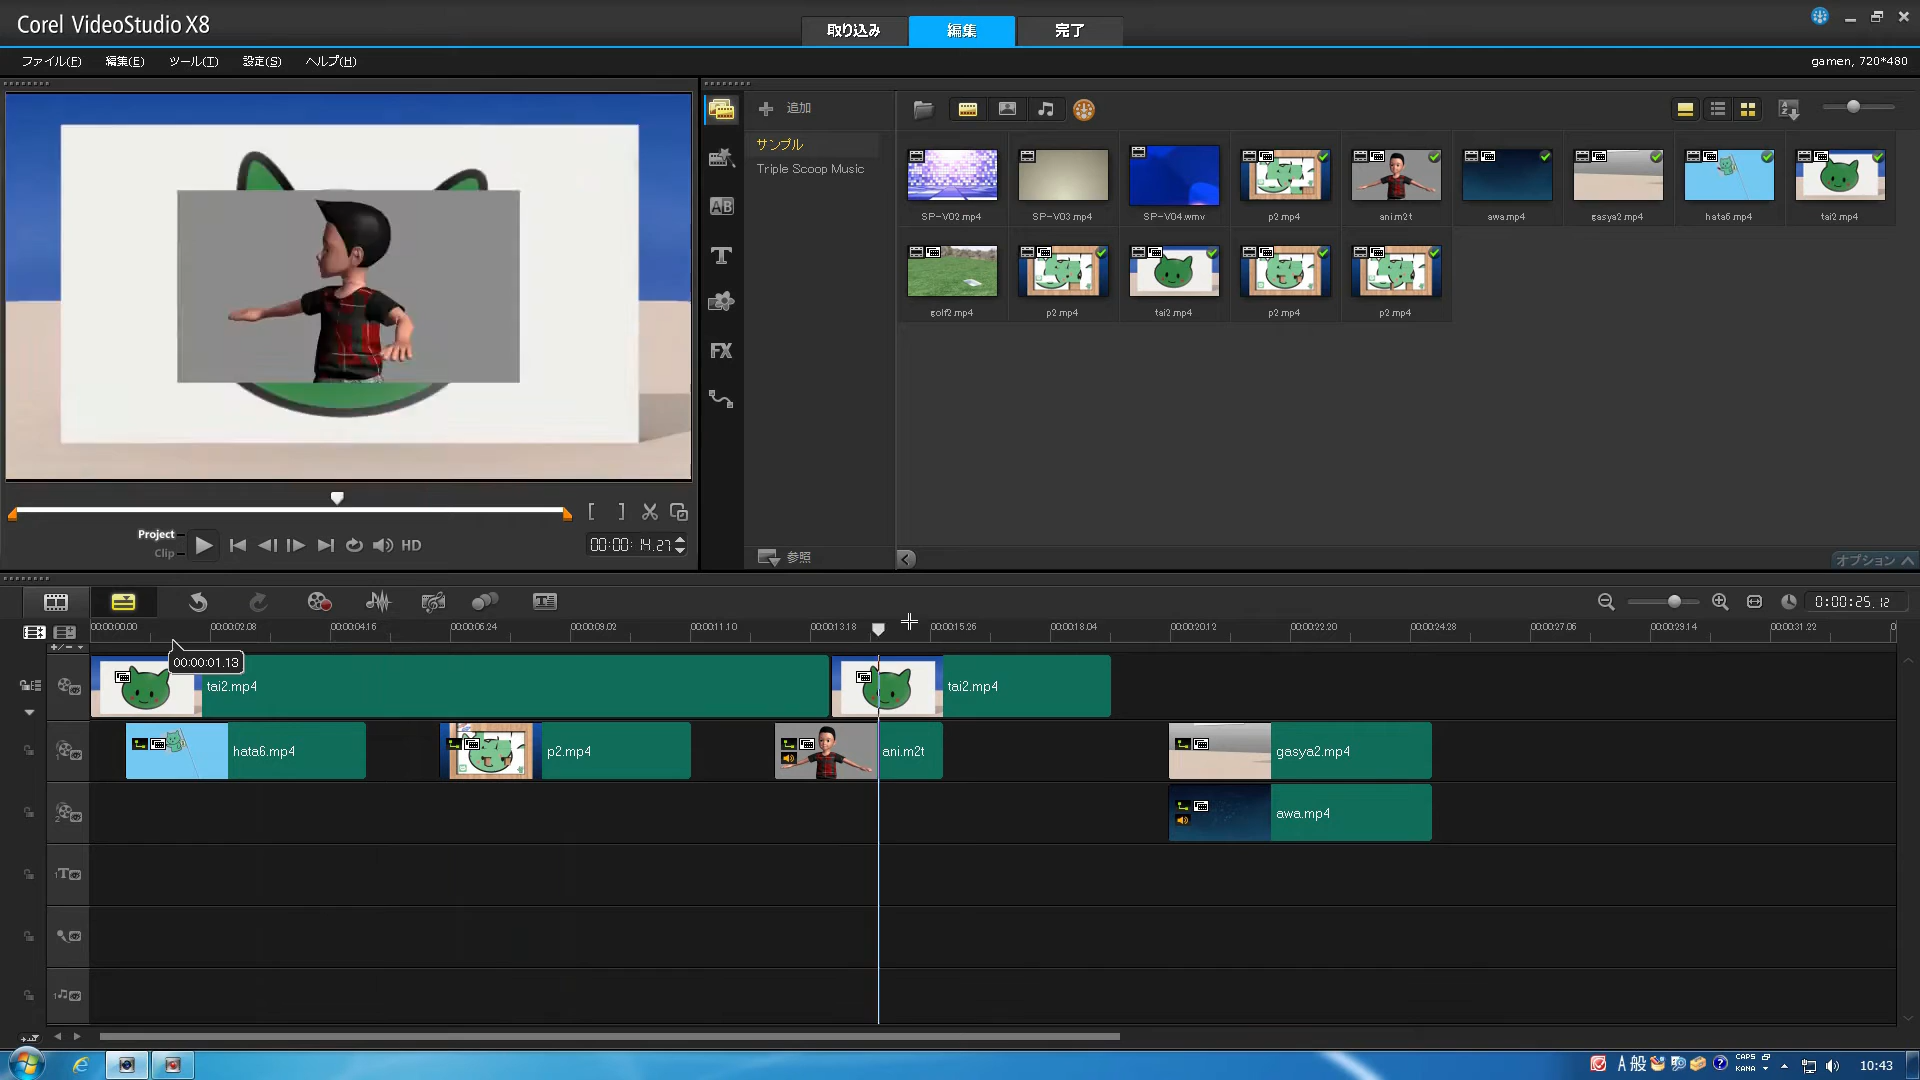 Corel VideoStudio X8
取り込み 編集 完了
ファイル(F) 編集(E) ツール(T) 設定(S) ヘルプ(H)
gamen, 720*480
追加
サンプル
Triple Scoop Music
SP-V02.mp4 SP-V03.mp4 SP-V04.wmv p2.mp4 ani.m2t awa.mp4 gasya2.mp4 hata6.mp4 tai2.mp4
golf2.mp4 p2.mp4 tai2.mp4 p2.mp4 p2.mp4
AB
T
FX
参照
オプション
[ ]
Project
Clip
HD
00:00:14.27
0:00:25.12
00:00:00.00 00:00:02.08 00:00:04.16 00:00:06.24 00:00:09.02 00:00:11.10 00:00:13.18 00:00:15.26 00:00:18.04 00:00:20.12 00:00:22.20 00:00:24.28 00:00:27.06 00:00:29.14 00:00:31.22 0
00:00:01.13
tai2.mp4 tai2.mp4
hata6.mp4 p2.mp4 ani.m2t gasya2.mp4
awa.mp4
A 般 CAPS
KANA
10:43